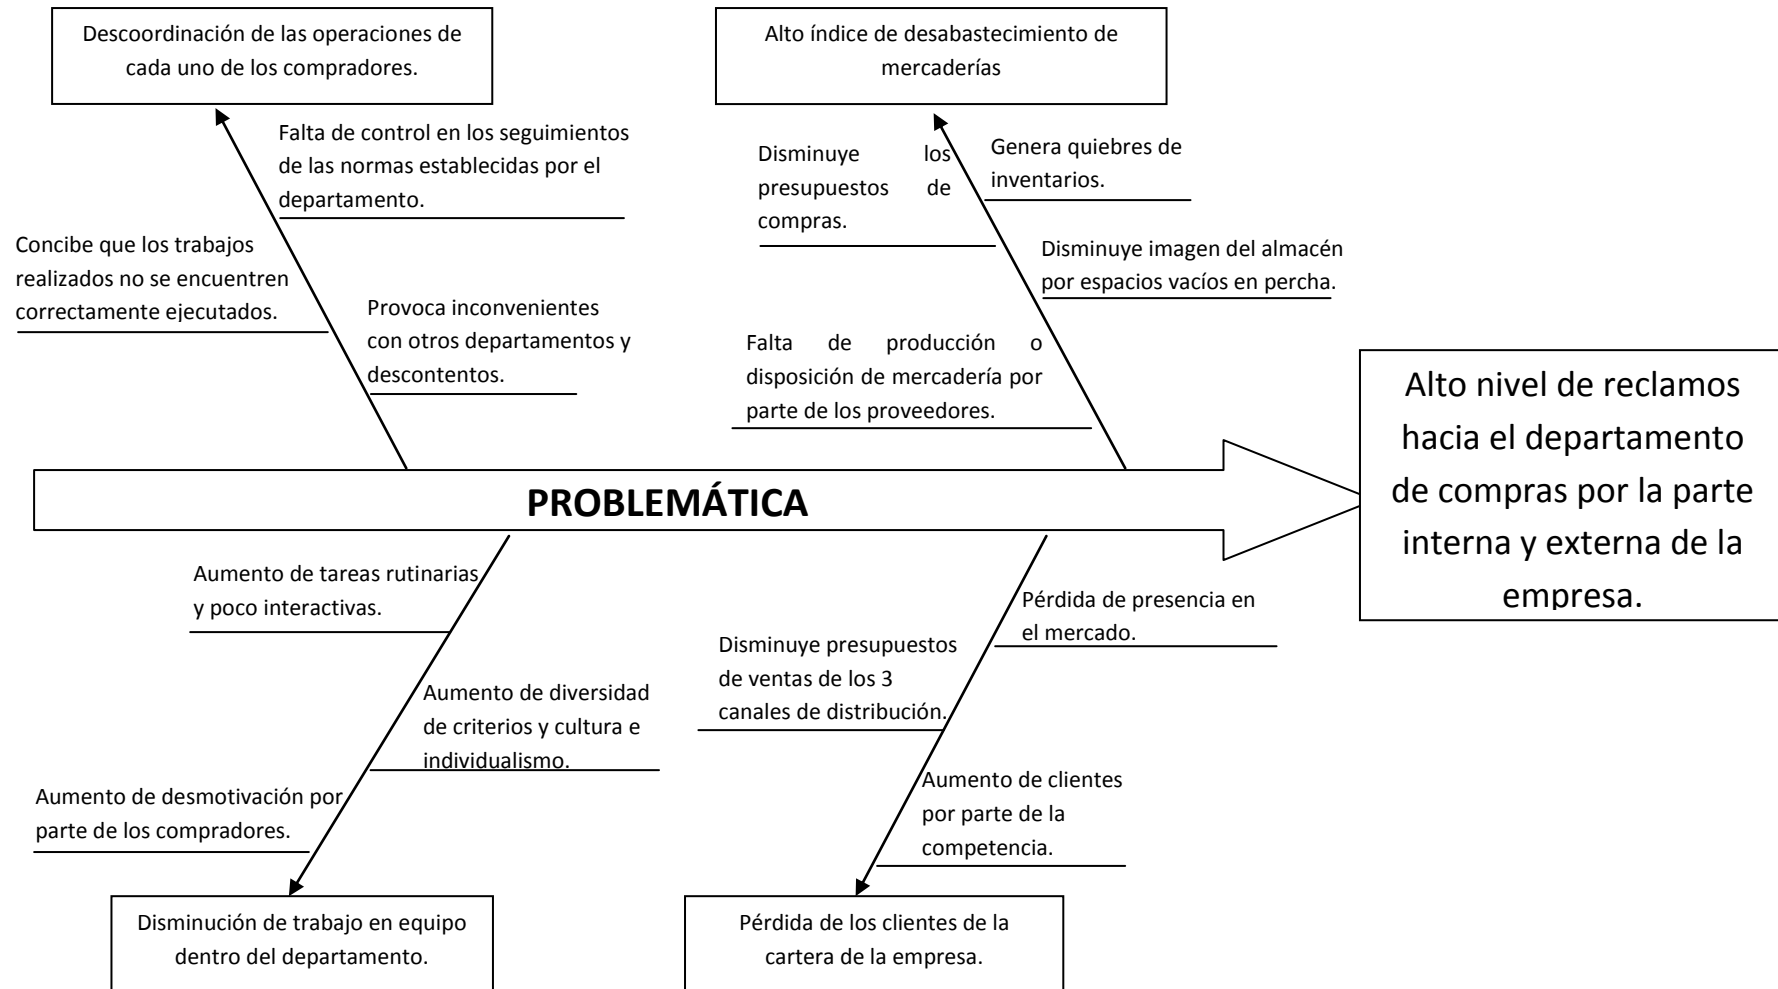 Descoordinación de las operaciones de
cada uno de los compradores.
Alto índice de desabastecimiento de
mercaderías
Falta de control en los seguimientos
de las normas establecidas por el
departamento.
Concibe que los trabajos
realizados no se encuentren
correctamente ejecutados.
Provoca inconvenientes
con otros departamentos y
descontentos.
Disminuye los
presupuestos de
compras.
Genera quiebres de
inventarios.
Disminuye imagen del almacén
por espacios vacíos en percha.
Falta de producción o
disposición de mercadería por
parte de los proveedores.
Alto nivel de reclamos
hacia el departamento
de compras por la parte
interna y externa de la
empresa.
PROBLEMÁTICA
Aumento de tareas rutinarias
y poco interactivas.
Aumento de diversidad
de criterios y cultura e
individualismo.
Aumento de desmotivación por
parte de los compradores.
Pérdida de presencia en
el mercado.
Disminuye presupuestos
de ventas de los 3
canales de distribución.
Aumento de clientes
por parte de la
competencia.
Disminución de trabajo en equipo
dentro del departamento.
Pérdida de los clientes de la
cartera de la empresa.